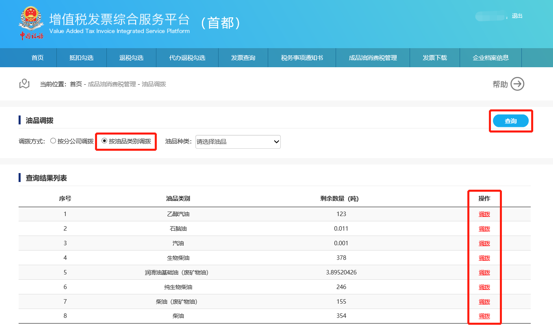 增值税发票综合服务平台
（首都）
Value Added Tax Invoice Integrated Service Platform
中国税务
退出
首页 抵扣勾选 退税勾选 代办退税勾选 发票查询 税务事项通知书 成品油消费税管理 发票下载 企业档案信息
当前位置：首页 - 成品油消费税管理 - 油品调拨
帮助
油品调拨
查询
调拨方式： 按分公司调拨 按油品类别调拨 油品种类： 请选择油品
查询结果列表
序号 油品类别 剩余数量（吨） 操作
1 乙醇汽油 123 调拨
2 石脑油 0.011 调拨
3 汽油 0.001 调拨
4 生物柴油 378 调拨
5 润滑油基础油（废矿物油） 3.89520426 调拨
6 纯生物柴油 246 调拨
7 柴油（废矿物油） 155 调拨
8 柴油 354 调拨